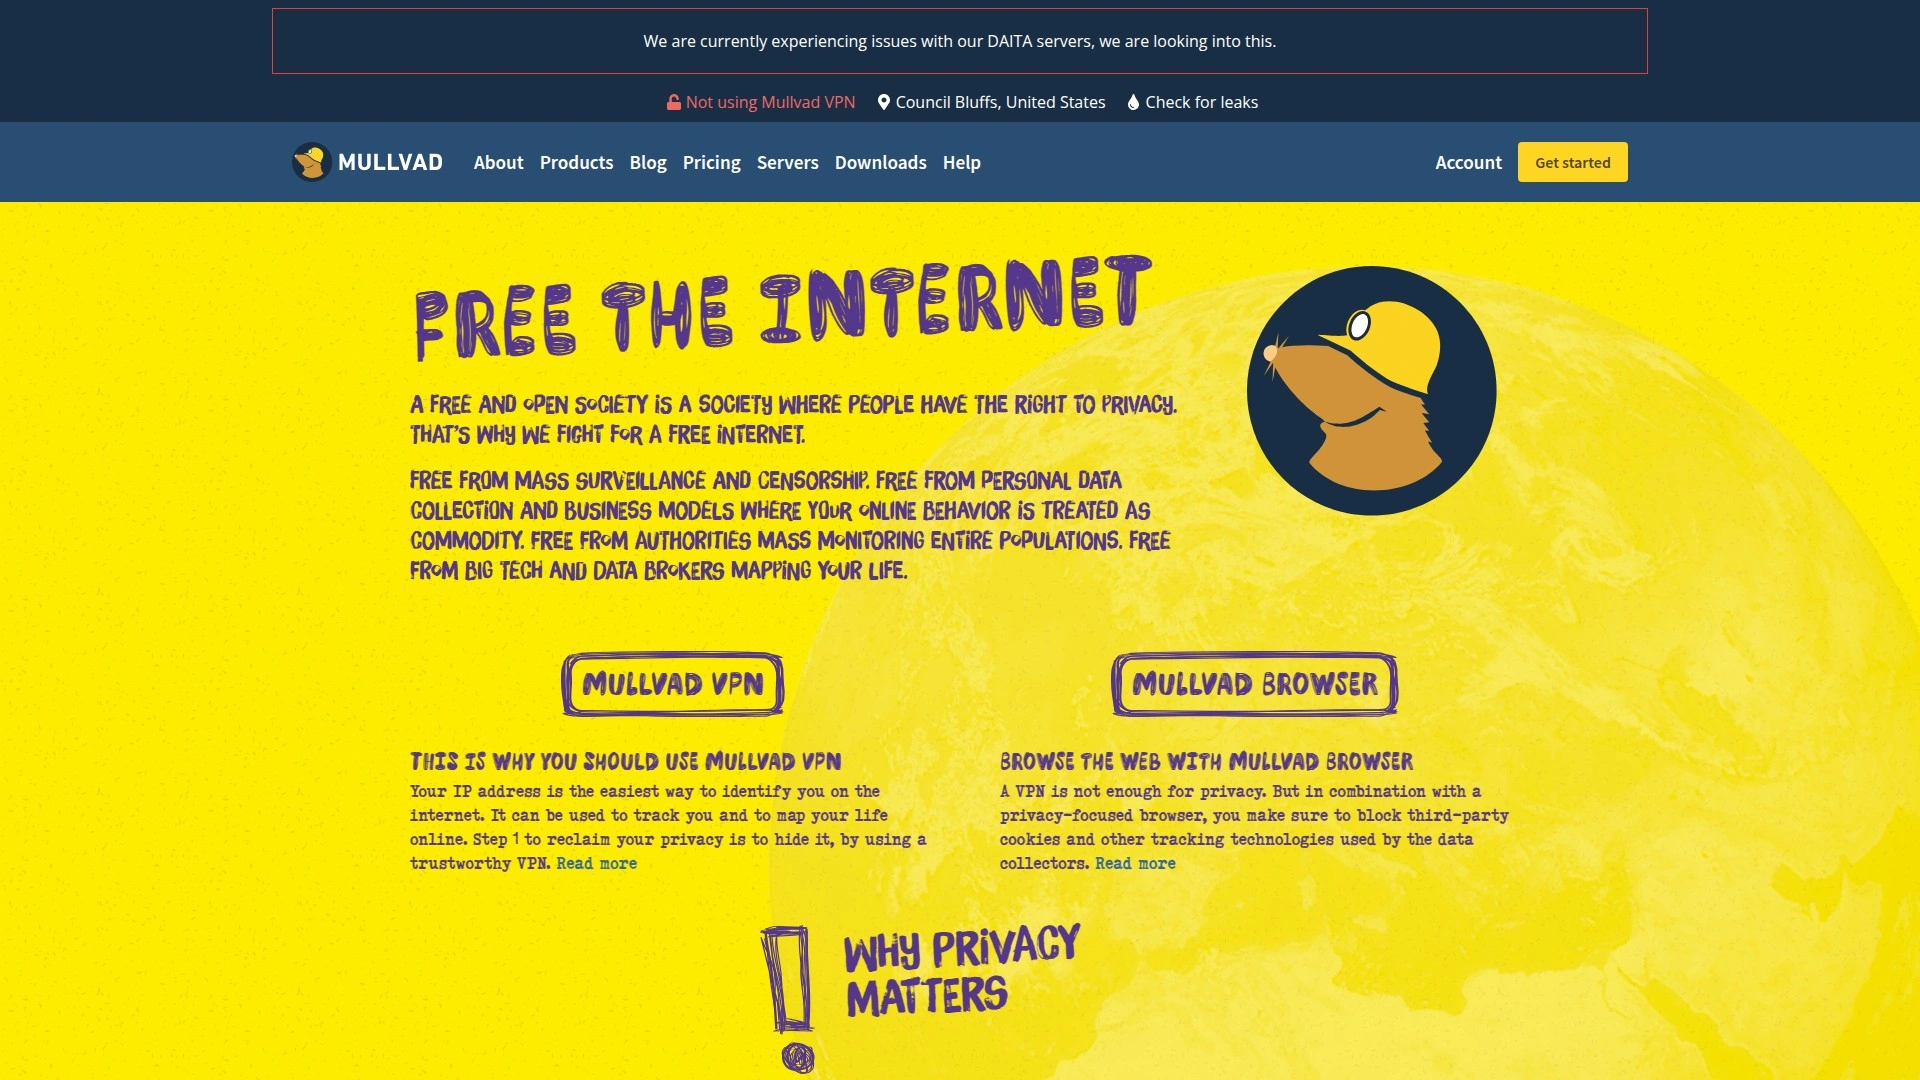 We are currently experiencing issues with our DAITA servers, we are looking into this.
Not using Mullvad VPN Council Bluffs, United States Check for leaks
MULLVAD About Products Blog Pricing Servers Downloads Help Account Get started
FREE THE INTERNET
A FREE AND OPEN SOCIETY IS A SOCIETY WHERE PEOPLE HAVE THE RIGHT TO PRIVACY.
THAT'S WHY WE FIGHT FOR A FREE INTERNET.
FREE FROM MASS SURVEILLANCE AND CENSORSHIP. FREE FROM PERSONAL DATA
COLLECTION AND BUSINESS MODELS WHERE YOUR ONLINE BEHAVIOR IS TREATED AS
COMMODITY. FREE FROM AUTHORITIES MASS MONITORING ENTIRE POPULATIONS. FREE
FROM BIG TECH AND DATA BROKERS MAPPING YOUR LIFE.
MULLVAD VPN
THIS IS WHY YOU SHOULD USE MULLVAD VPN
Your IP address is the easiest way to identify you on the
internet. It can be used to track you and to map your life
online. Step 1 to reclaim your privacy is to hide it, by using a
trustworthy VPN. Read more
MULLVAD BROWSER
BROWSE THE WEB WITH MULLVAD BROWSER
A VPN is not enough for privacy. But in combination with a
privacy-focused browser, you make sure to block third-party
cookies and other tracking technologies used by the data
collectors. Read more
! WHY PRIVACY
MATTERS